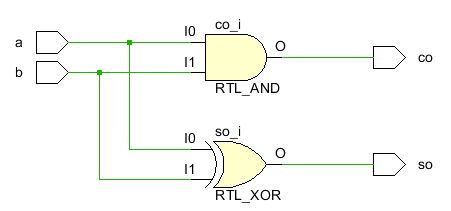 co_i
a
I0
O
co
b
I1
RTL_AND
so_i
I0
O
so
I1
RTL_XOR